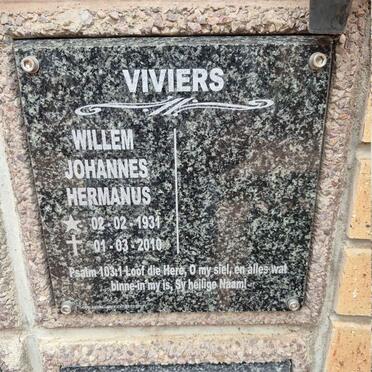 VIVIERS
WILLEM
JOHANNES
HERMANUS
02 - 02 - 1931
01 - 03 - 2010
Psalm 103:1 Loof die Here, O my siel, en alles wat
binne-in my is, Sy heilige Naam!